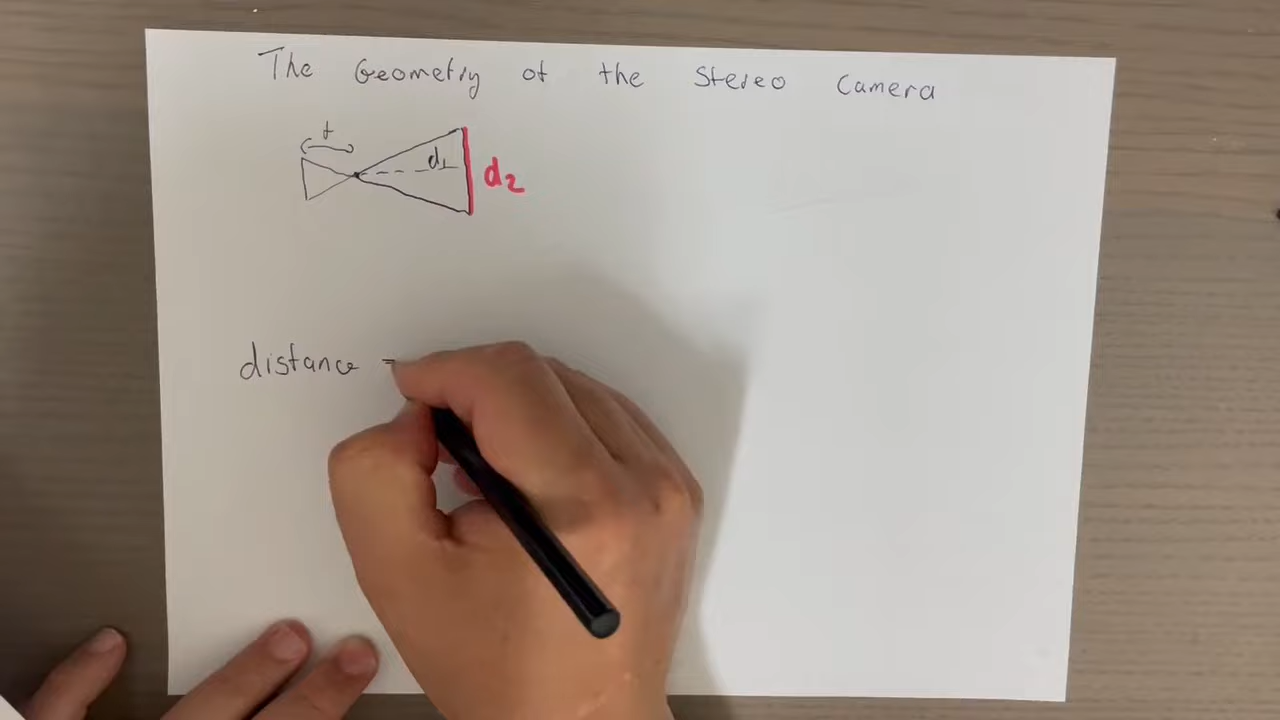 The Geometry of the Stereo Camera
f
d1
d2
distance =